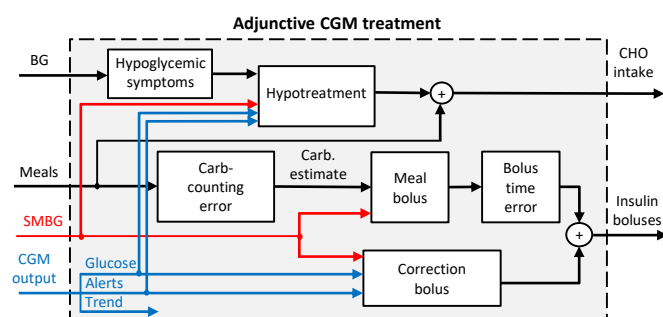 Adjunctive CGM treatment
BG
Hypoglycemic
symptoms
Hypotreatment
+
CHO
intake
Meals
Carb-
counting
error
Carb.
estimate
Meal
bolus
Bolus
time
error
SMBG
+
Insulin
boluses
CGM
output
Glucose
Alerts
Trend
Correction
bolus